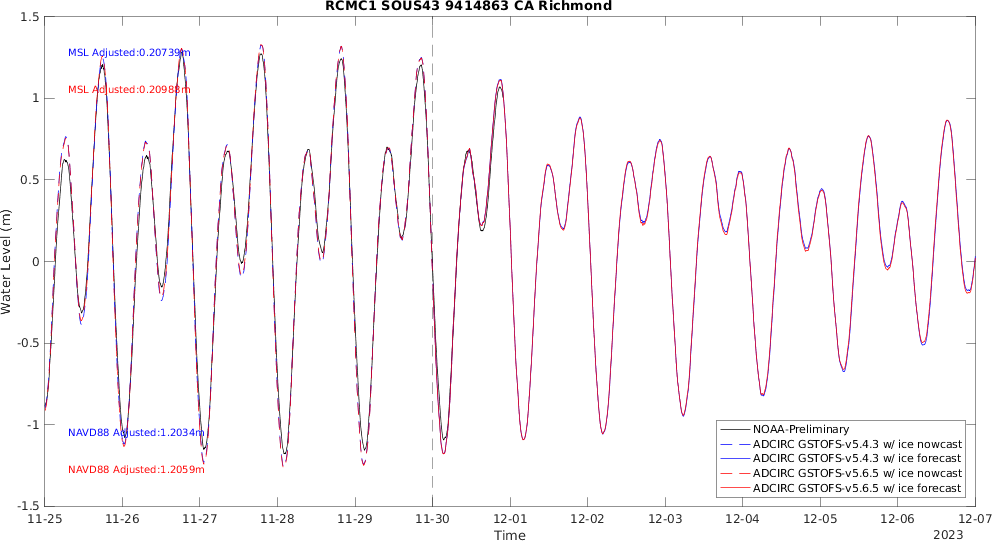 RCMC1 SOUS43 9414863 CA Richmond
1.5
1
0.5
0
-0.5
-1
-1.5
Water Level (m)
MSL Adjusted:0.20739m
MSL Adjusted:0.20983m
NAVD88 Adjusted:1.2034m
NAVD88 Adjusted:1.2059m
NOAA-Preliminary
ADCIRC GSTOFS-v5.4.3 w/ ice nowcast
ADCIRC GSTOFS-v5.4.3 w/ ice forecast
ADCIRC GSTOFS-v5.6.5 w/ ice nowcast
ADCIRC GSTOFS-v5.6.5 w/ ice forecast
11-25 11-26 11-27 11-28 11-29 11-30 12-01 12-02 12-03 12-04 12-05 12-06 12-07
Time
2023